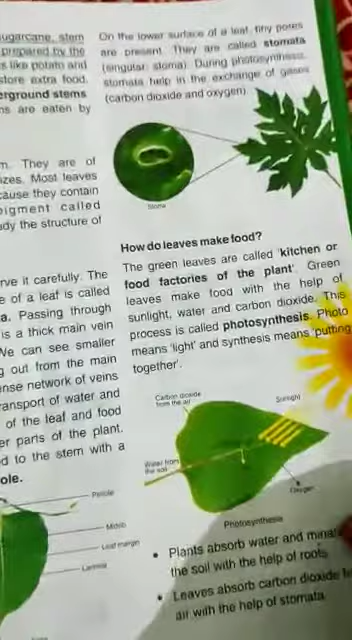 sugarcane, stem
prepared by the
s like potato and
store extra food.
erground stems
ns are eaten by
m. They are of
izes. Most leaves
cause they contain
pigment called
dy the structure of
rve it carefully. The
e of a leaf is called
a. Passing through
is a thick main vein
We can see smaller
g out from the main
ense network of veins
ransport of water and
of the leaf and food
er parts of the plant.
d to the stem with a
ole.
Petiole
Midrib
Leaf margin
Lamina
On the lower surface of a leaf, tiny pores
are present. They are called stomata
(singular: stoma). During photosynthesis,
stomata help in the exchange of gases
(carbon dioxide and oxygen).
Stoma
How do leaves make food?
The green leaves are called 'kitchen or
food factories of the plant'. Green
leaves make food with the help of
sunlight, water and carbon dioxide. This
process is called photosynthesis. Photo
means 'light' and synthesis means 'putting
together'.
Carbon dioxide
from the air
Sunlight
Water from
the soil
Oxygen
Photosynthesis
• Plants absorb water and mineral
the soil with the help of roots.
• Leaves absorb carbon dioxide
air with the help of stomata.